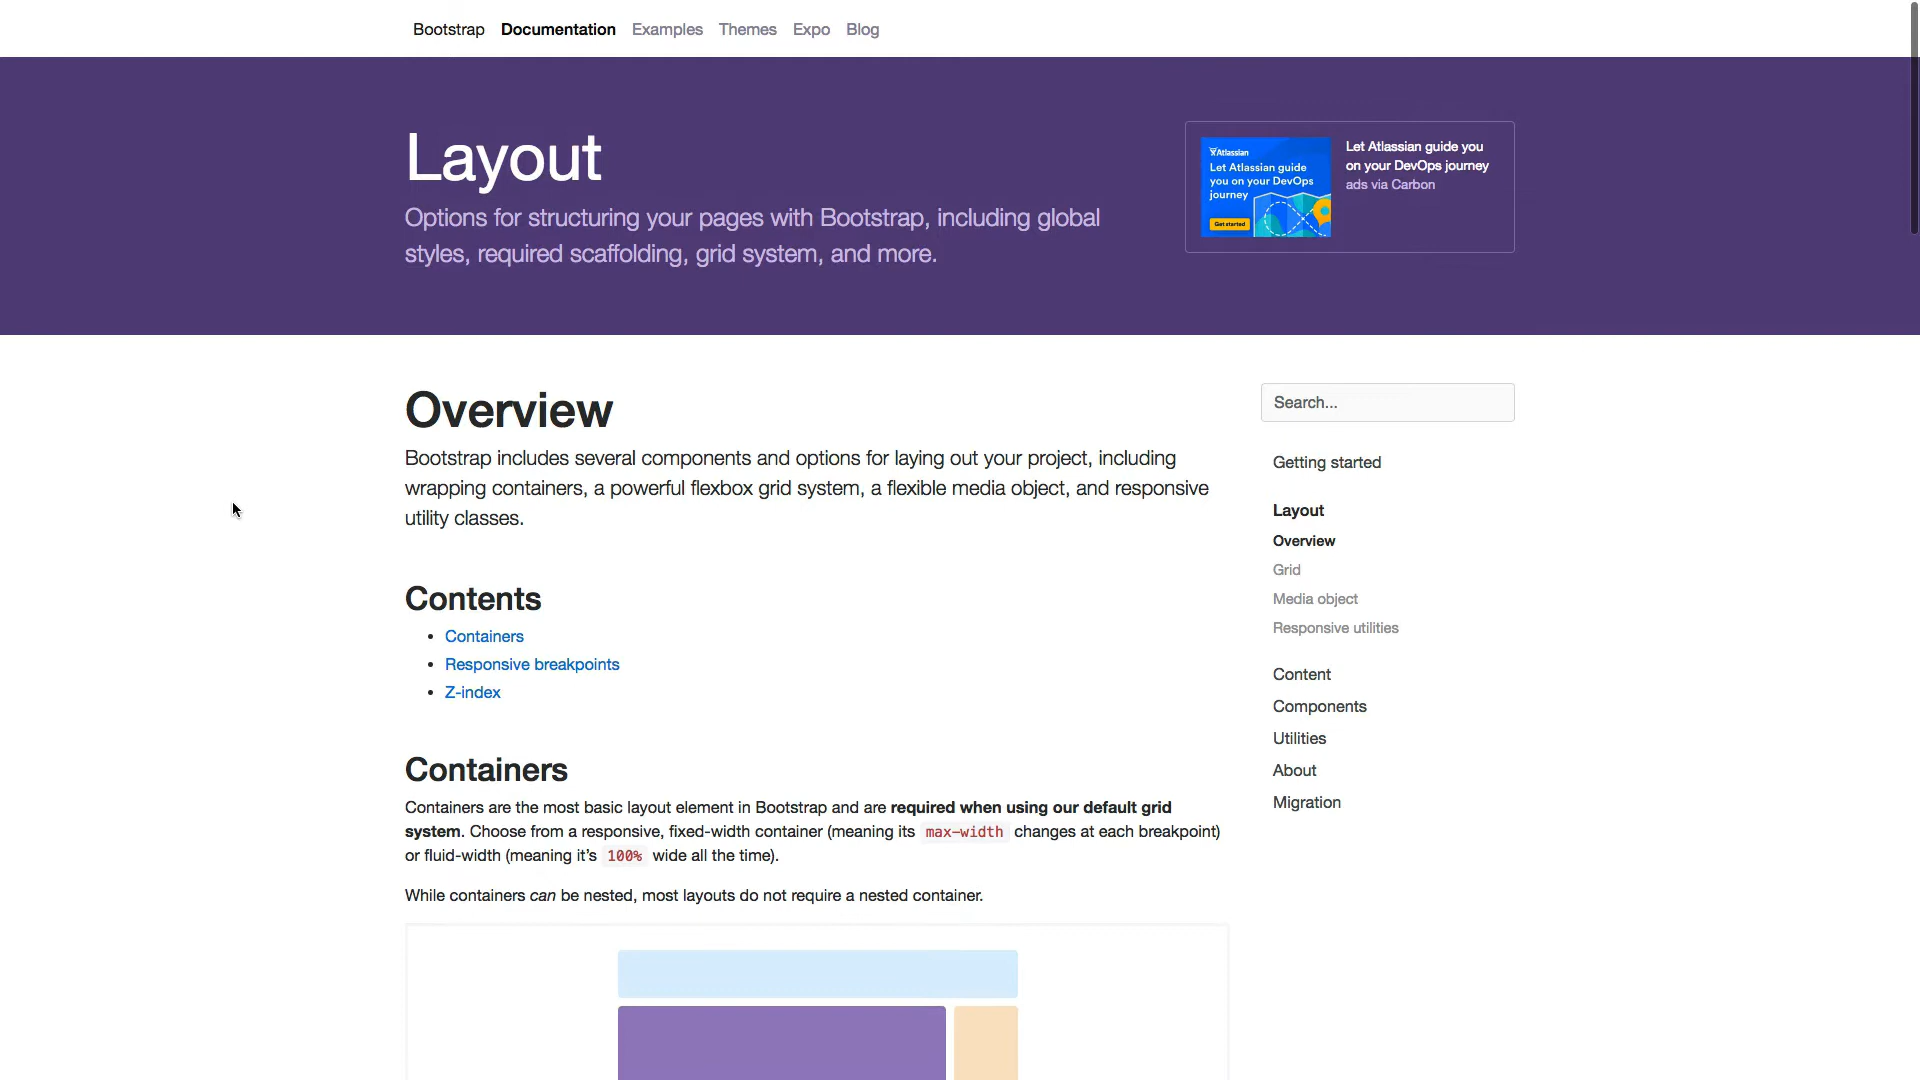 Bootstrap Documentation Examples Themes Expo Blog
Layout
Options for structuring your pages with Bootstrap, including global
styles, required scaffolding, grid system, and more.
Atlassian
Let Atlassian guide
you on your DevOps
journey
Get started
Let Atlassian guide you
on your DevOps journey
ads via Carbon
Overview
Bootstrap includes several components and options for laying out your project, including
wrapping containers, a powerful flexbox grid system, a flexible media object, and responsive
utility classes.
Contents
• Containers
• Responsive breakpoints
• Z-index
Containers
Containers are the most basic layout element in Bootstrap and are required when using our default grid
system. Choose from a responsive, fixed-width container (meaning its max-width changes at each breakpoint)
or fluid-width (meaning it’s 100% wide all the time).
While containers can be nested, most layouts do not require a nested container.
Search...
Getting started
Layout
Overview
Grid
Media object
Responsive utilities
Content
Components
Utilities
About
Migration